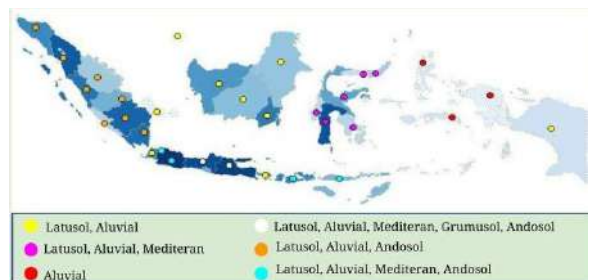 Latusol, Aluvial
Latusol, Aluvial, Mediteran, Grumusol, Andosol
Latusol, Aluvial, Mediteran
Latusol, Aluvial, Andosol
Aluvial
Latusol, Aluvial, Mediteran, Andosol